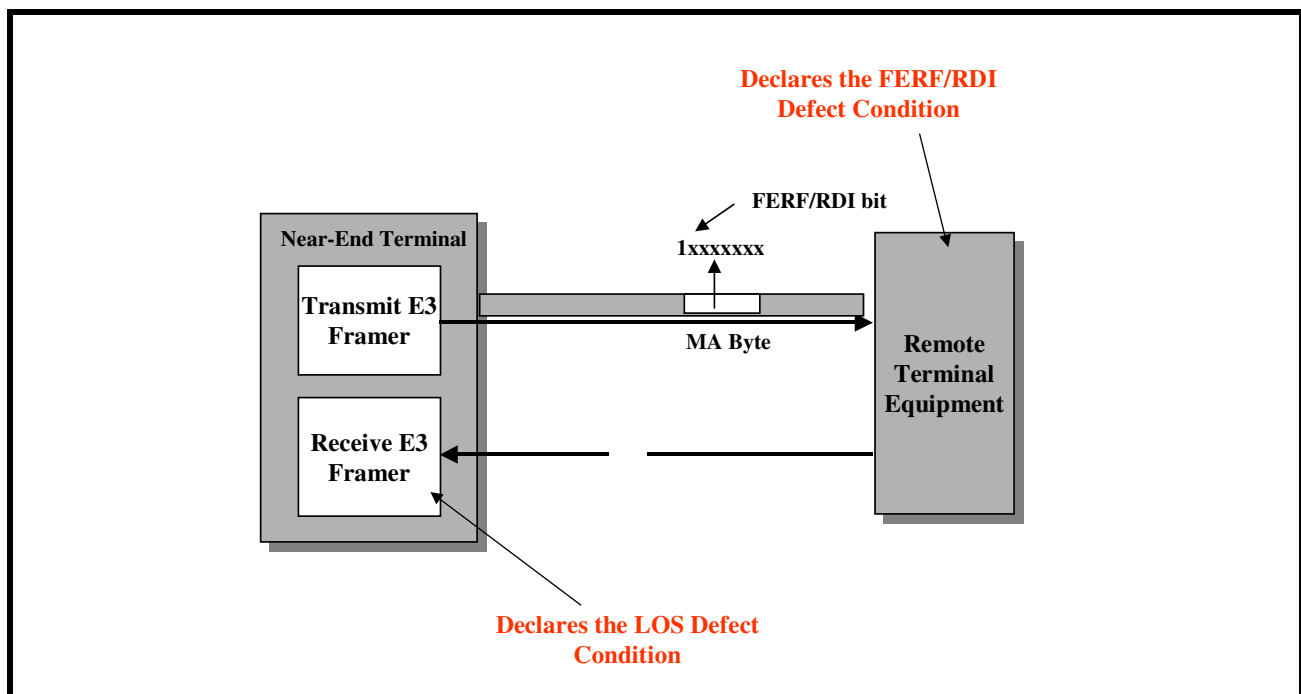 Declares the FERF/RDI
Defect Condition
FERF/RDI bit
1xxxxxxx
Near-End Terminal
Transmit E3
Framer
MA Byte
Remote
Terminal
Equipment
Receive E3
Framer
Declares the LOS Defect
Condition